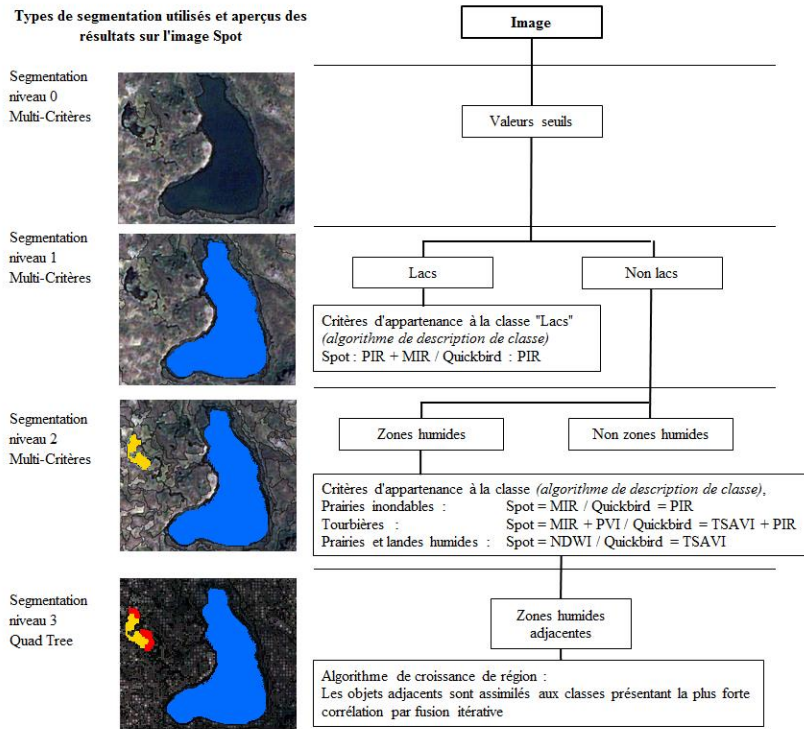 Types de segmentation utilisés et aperçus des
résultats sur l'image Spot
Image
Segmentation
niveau 0
Multi-Critères
Valeurs seuils
Segmentation
niveau 1
Multi-Critères
Lacs
Non lacs
Critères d'appartenance à la classe "Lacs"
(algorithme de description de classe)
Spot : PIR + MIR / Quickbird : PIR
Segmentation
niveau 2
Multi-Critères
Zones humides
Non zones humides
Critères d'appartenance à la classe (algorithme de description de classe),
Prairies inondables : Spot = MIR / Quickbird = PIR
Tourbières : Spot = MIR + PVI / Quickbird = TSAVI + PIR
Prairies et landes humides : Spot = NDWI / Quickbird = TSAVI
Segmentation
niveau 3
Quad Tree
Zones humides
adjacentes
Algorithme de croissance de région :
Les objets adjacents sont assimilés aux classes présentant la plus forte
corrélation par fusion itérative